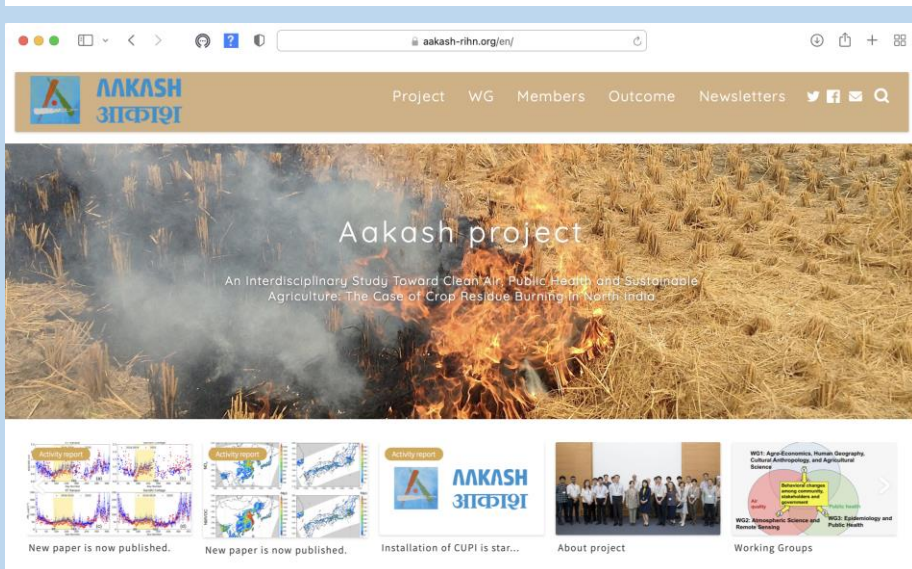 aakash-rihn.org/en/
AAKASH
आकाश
Project WG Members Outcome Newsletters
Aakash project
An Interdisciplinary Study Toward Clean Air, Public Health and Sustainable
Agriculture: The Case of Crop Residue Burning in North India
Activity report
New paper is now published.
Activity report
New paper is now published.
Activity report
AAKASH
आकाश
Installation of CUPI is star...
About project
WG1: Agro-Economics, Human Geography,
Cultural Anthropology, and Agricultural
Science
Behavioral changes
among community,
stakeholders and
government
Air
quality
Public health
WG2: Atmospheric Science and
Remote Sensing
WG3: Epidemiology and
Public Health
Working Groups